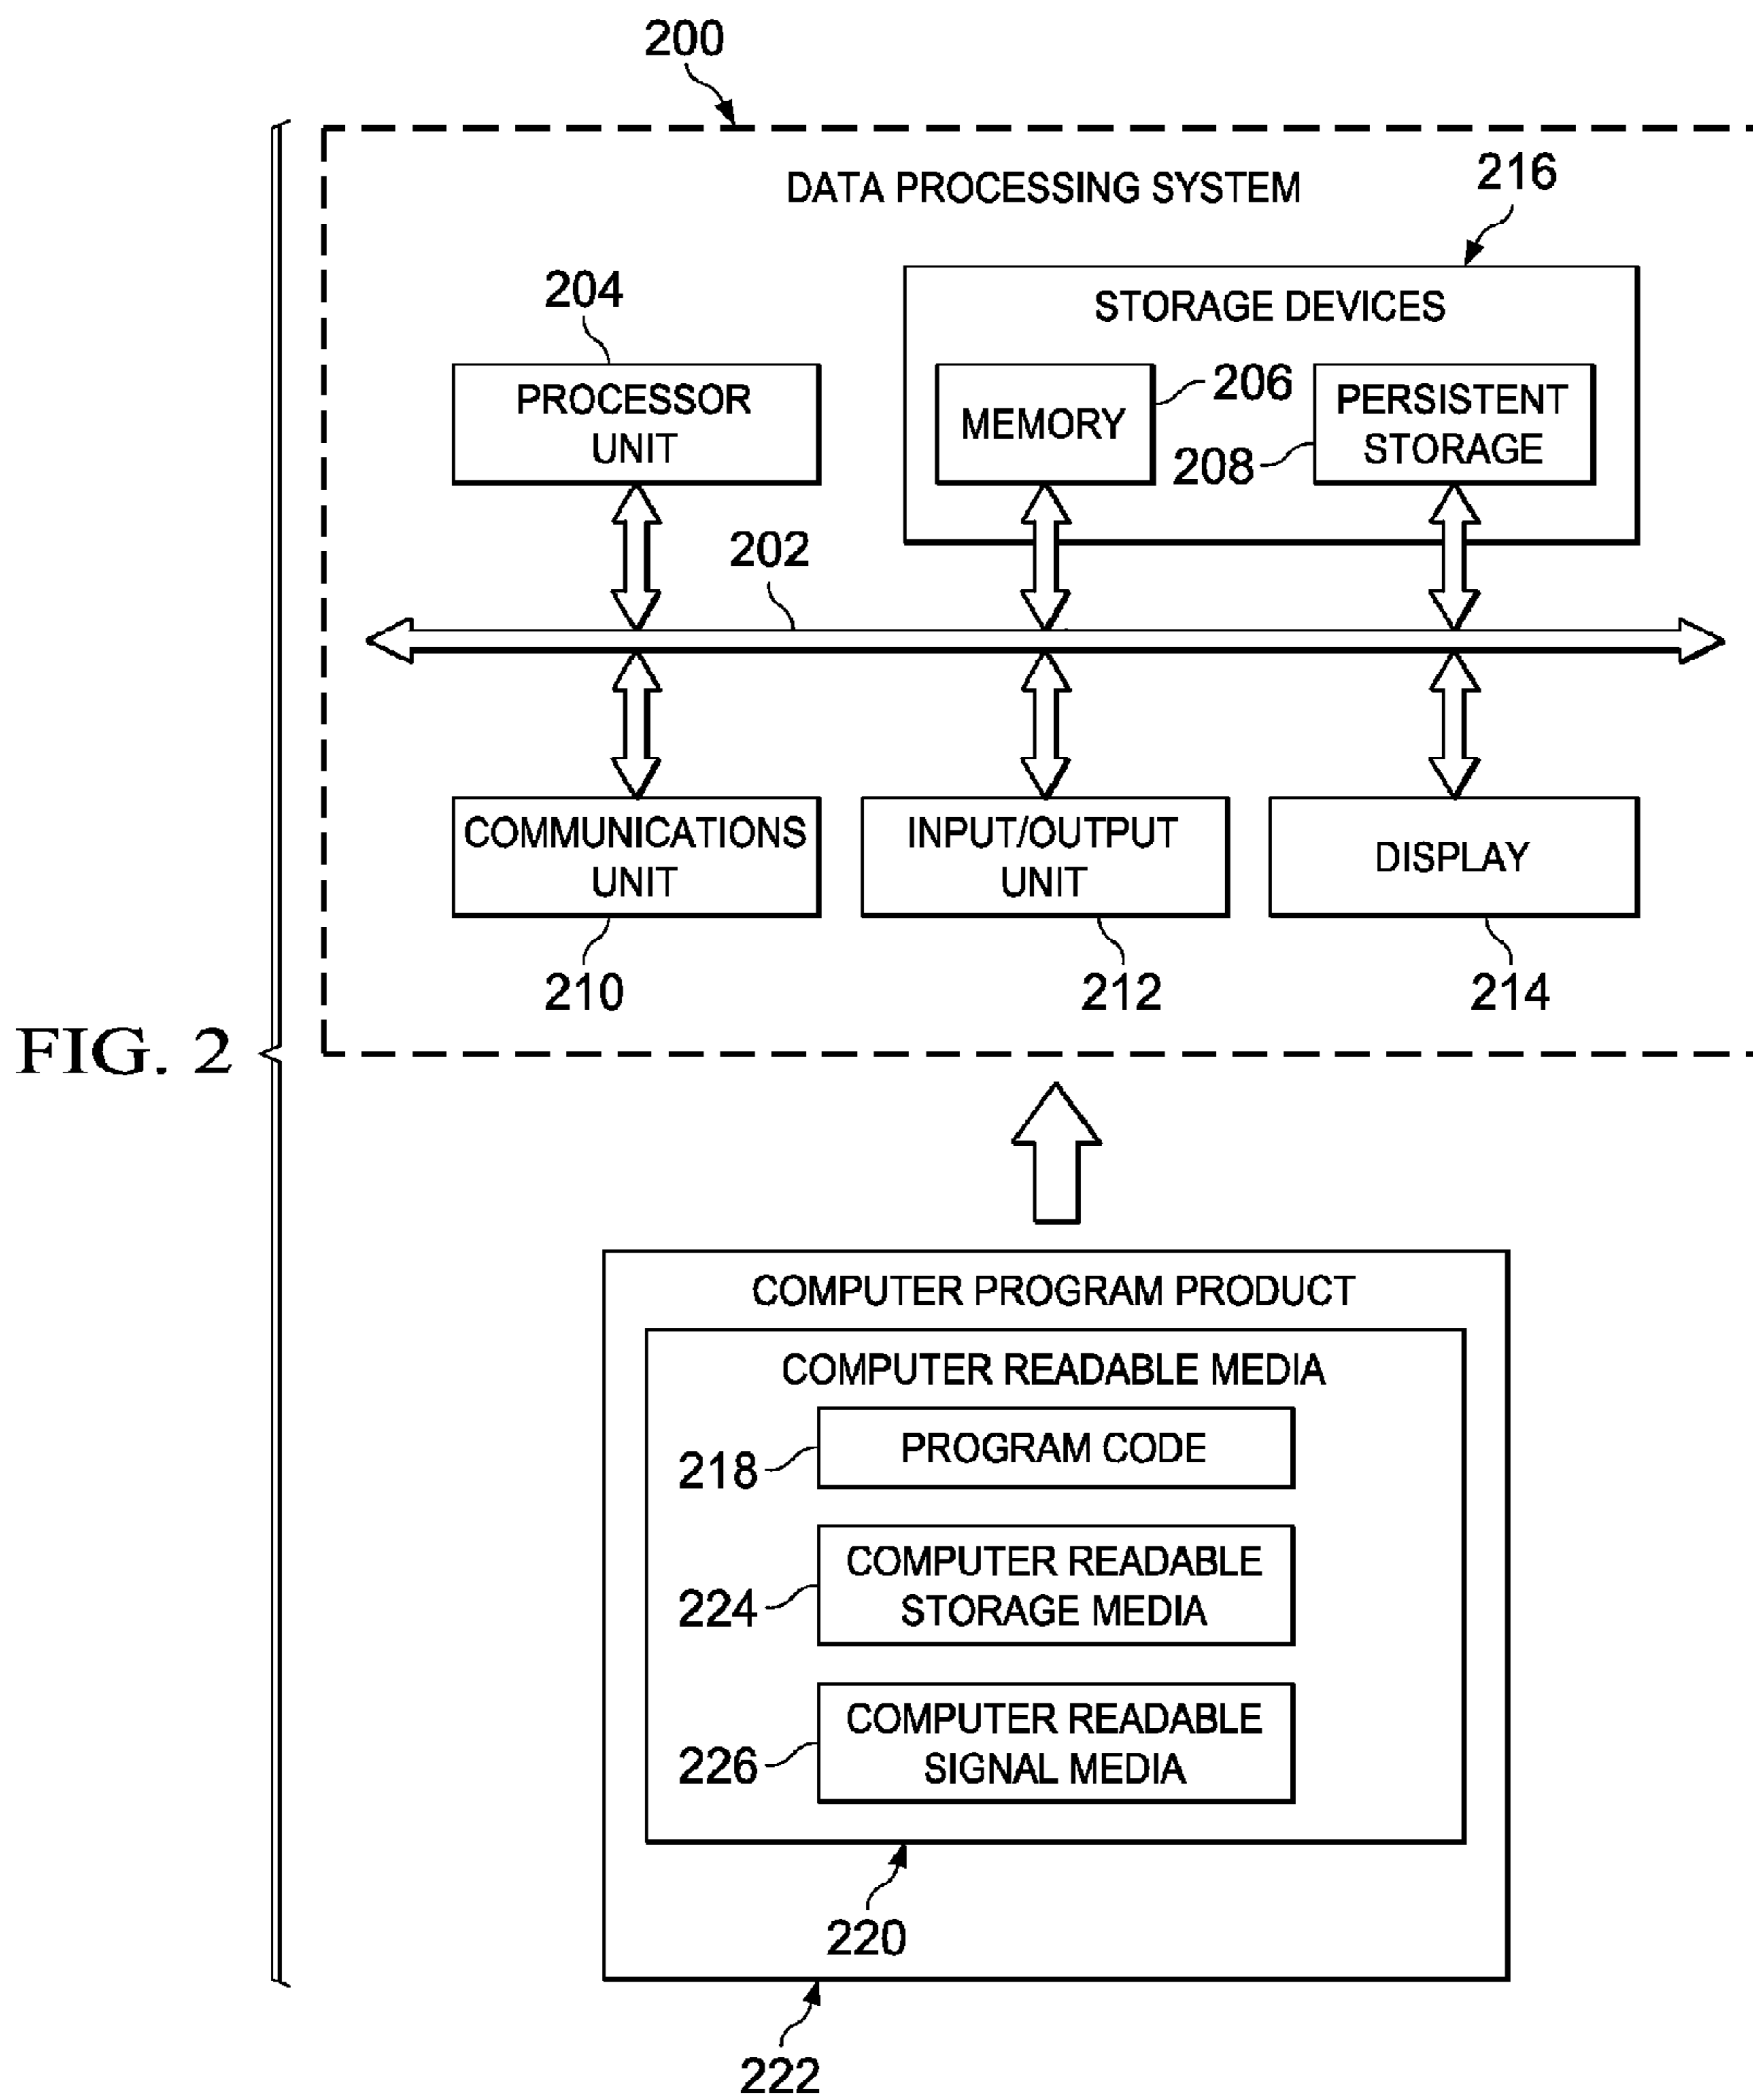 200
DATA PROCESSING SYSTEM
216
204
STORAGE DEVICES
PROCESSOR
UNIT
MEMORY
206
PERSISTENT
STORAGE
208
202
COMMUNICATIONS
UNIT
INPUT/OUTPUT
UNIT
DISPLAY
210
212
214
FIG. 2
COMPUTER PROGRAM PRODUCT
COMPUTER READABLE MEDIA
218
PROGRAM CODE
224
COMPUTER READABLE
STORAGE MEDIA
226
COMPUTER READABLE
SIGNAL MEDIA
220
222